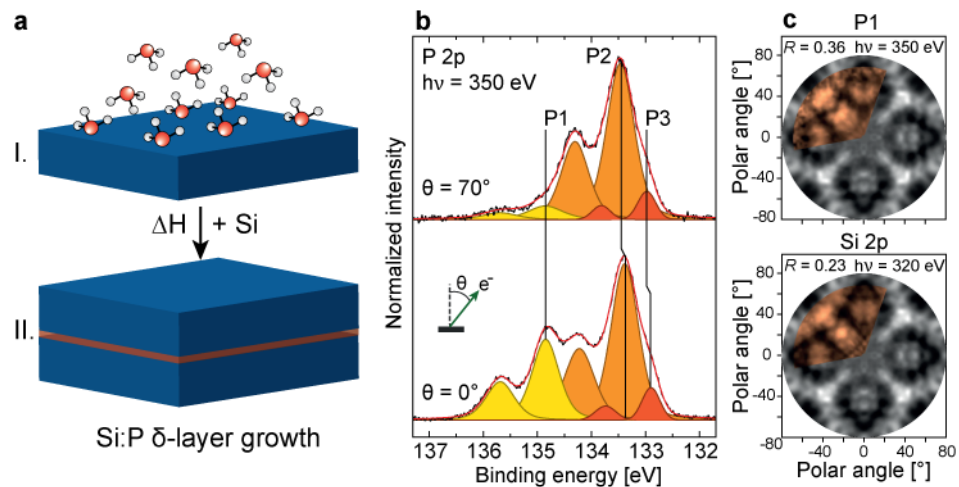 a
I.
ΔH
+ Si
II.
Si:P δ-layer growth
b
P 2p
hν = 350 eV
P2
P1
P3
θ = 70°
θ
e⁻
θ = 0°
Normalized intensity
137 136 135 134 133 132
Binding energy [eV]
c
P1
R = 0.36 hν = 350 eV
Polar angle [°]
80
40
0
-40
-80
Si 2p
R = 0.23 hν = 320 eV
Polar angle [°]
80
40
0
-40
-80
-80 -40 0 40 80
Polar angle [°]